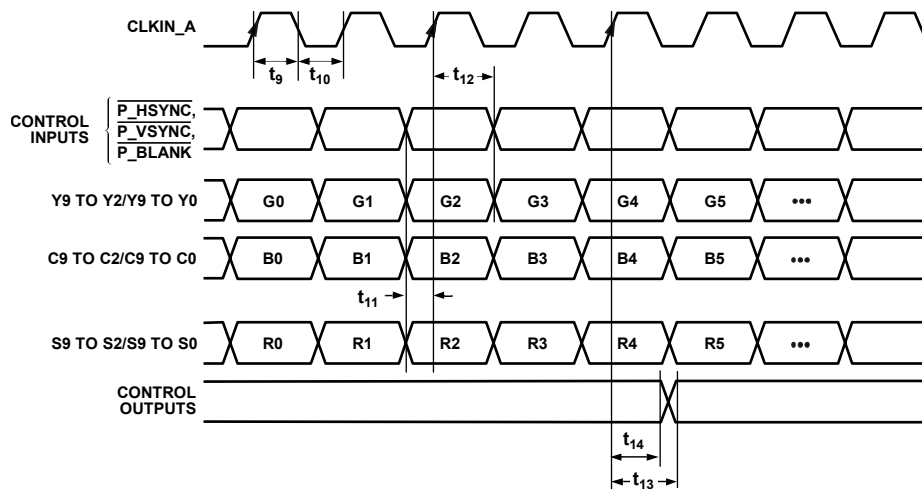 CLKIN_A
t9
t10
t12
CONTROL
INPUTS
P_HSYNC,
P_VSYNC,
P_BLANK
Y9 TO Y2/Y9 TO Y0
G0
G1
G2
G3
G4
G5
•••
C9 TO C2/C9 TO C0
B0
B1
B2
B3
B4
B5
•••
t11
S9 TO S2/S9 TO S0
R0
R1
R2
R3
R4
R5
•••
CONTROL
OUTPUTS
t14
t13